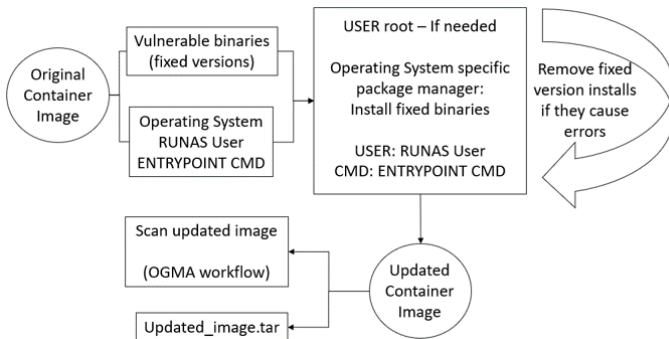 Original
Container
Image
Vulnerable binaries
(fixed versions)
Operating System
RUNAS User
ENTRYPOINT CMD
USER root – If needed
Operating System specific
package manager:
Install fixed binaries
USER: RUNAS User
CMD: ENTRYPOINT CMD
Remove fixed
version installs
if they cause
errors
Scan updated image
(OGMA workflow)
Updated_image.tar
Updated
Container
Image